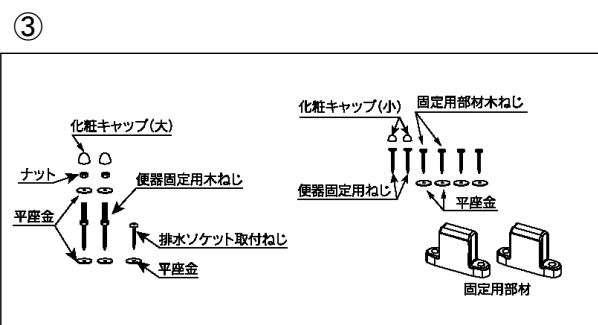 ③
化粧キャップ(大)
ナット
便器固定用木ねじ
平座金
排水ソケット取付ねじ
平座金
化粧キャップ(小)
固定用部材木ねじ
便器固定用ねじ
平座金
固定用部材